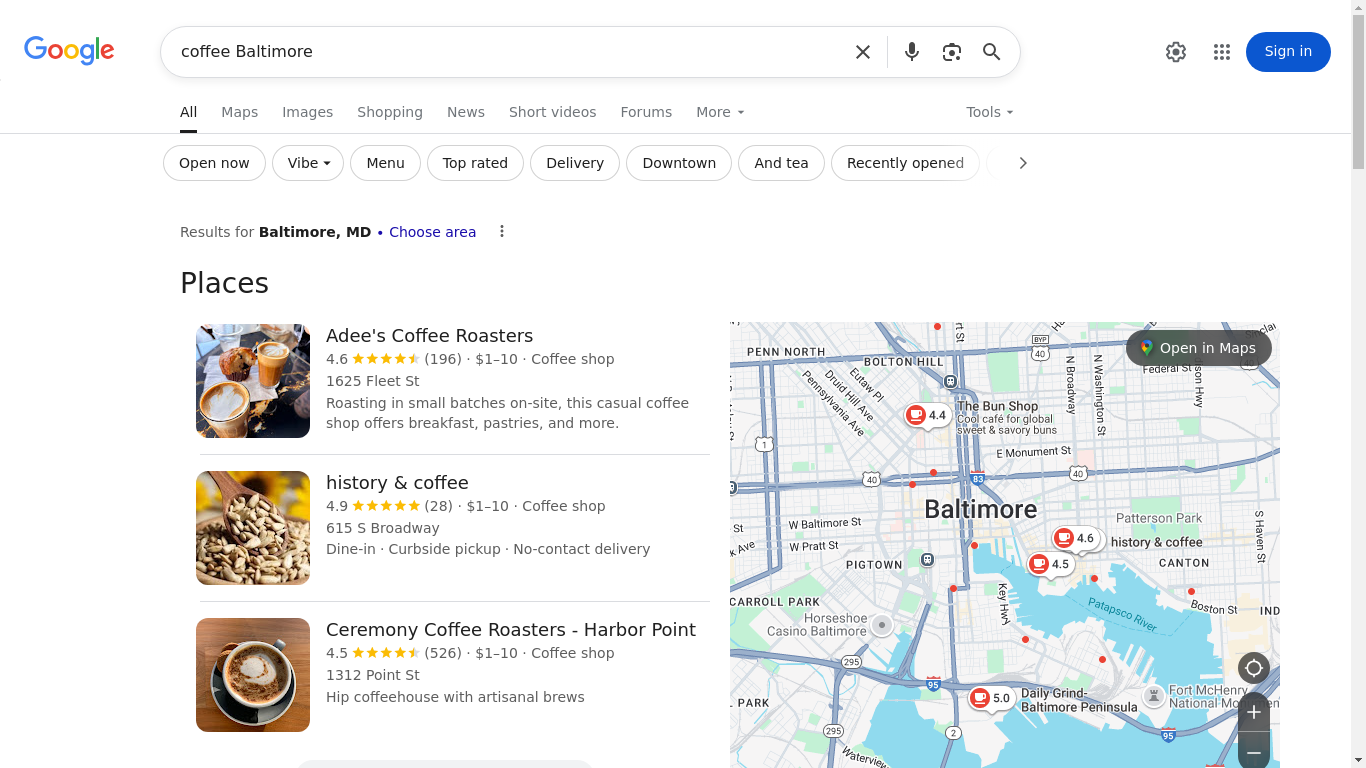 Google
coffee Baltimore
Sign in
All
Maps
Images
Shopping
News
Short videos
Forums
More
Tools
Open now
Vibe
Menu
Top rated
Delivery
Downtown
And tea
Recently opened
Results for Baltimore, MD • Choose area
Places
Adee's Coffee Roasters
4.6 (196) · $1–10 · Coffee shop
1625 Fleet St
Roasting in small batches on-site, this casual coffee
shop offers breakfast, pastries, and more.
history & coffee
4.9 (28) · $1–10 · Coffee shop
615 S Broadway
Dine-in · Curbside pickup · No-contact delivery
Ceremony Coffee Roasters - Harbor Point
4.5 (526) · $1–10 · Coffee shop
1312 Point St
Hip coffeehouse with artisanal brews
Open in Maps
PENN NORTH
BOLTON HILL
BYP
40
Federal St
Druid Hill Ave
Eutaw Pl
Pennsylvania Ave
N Broadway
N Washington St
4.4
The Bun Shop
Cool café for global
sweet & savory buns
1
E Monument St
40
83
40
Baltimore
Patterson Park
W Baltimore St
4.6
history & coffee
S Haven St
W Pratt St
4.5
PIGTOWN
CANTON
CARROLL PARK
Key Hwy
Patapsco River
Boston St
Horseshoe
Casino Baltimore
295
95
5.0
Daily Grind-
Baltimore Peninsula
Fort McHenry
National Monumen
295
2
95
Waterview